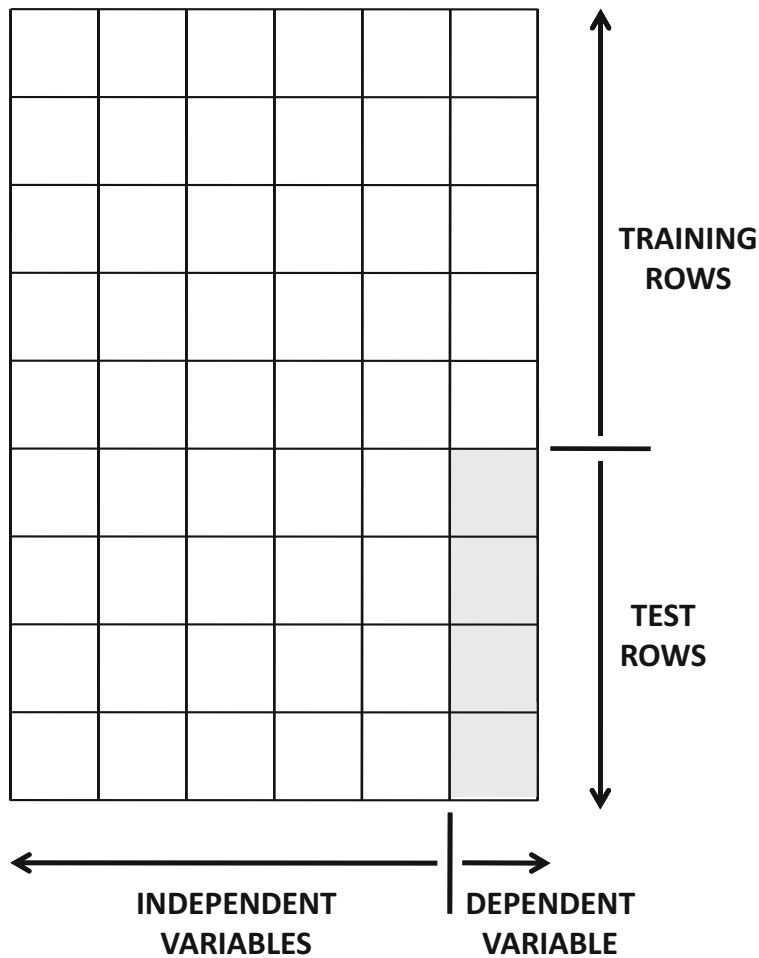 TRAINING
ROWS
TEST
ROWS
INDEPENDENT
VARIABLES
DEPENDENT
VARIABLE